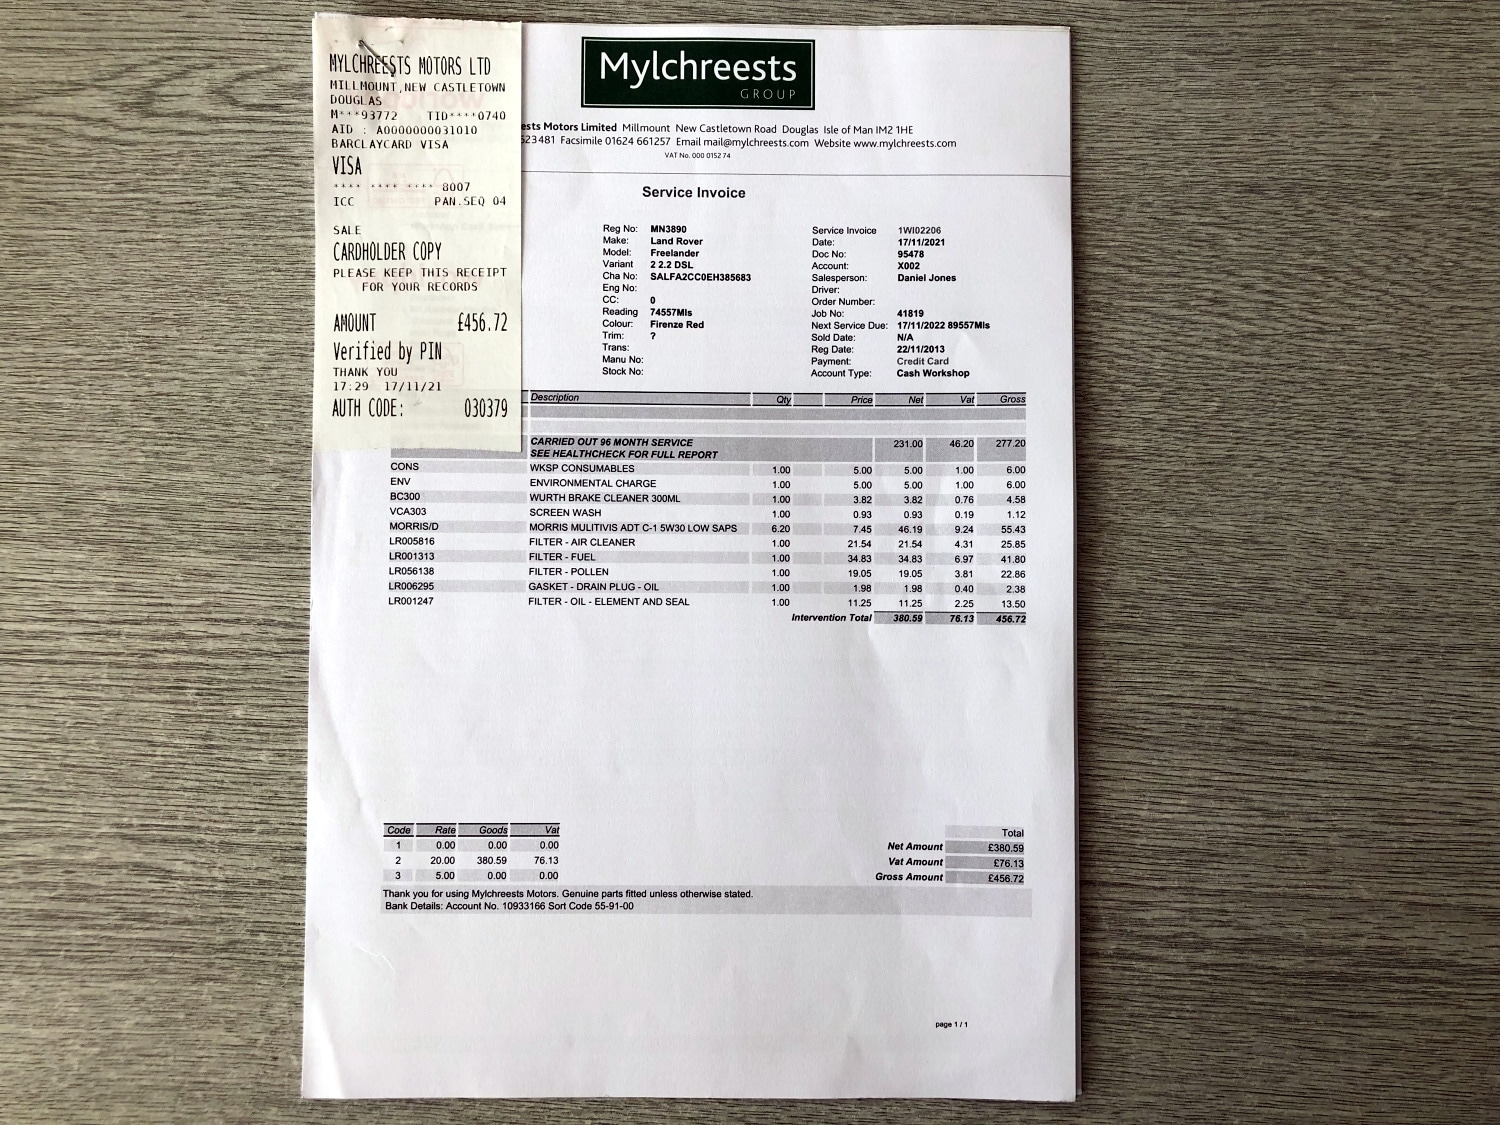 MYLCHREESTS MOTORS LTD
MILLMOUNT,NEW CASTLETOWN
DOUGLAS
M***93772 TID****0740
AID : A0000000031010
BARCLAYCARD VISA
VISA
**** **** **** 8007
ICC PAN.SEQ 04
SALE
CARDHOLDER COPY
PLEASE KEEP THIS RECEIPT
FOR YOUR RECORDS
AMOUNT £456.72
Verified by PIN
THANK YOU
17:29 17/11/21
AUTH CODE: 030379
Mylchreests
GROUP
ests Motors Limited Millmount New Castletown Road Douglas Isle of Man IM2 1HE
523481 Facsimile 01624 661257 Email mail@mylchreests.com Website www.mylchreests.com
VAT No. 000 0152 74
Service Invoice
Reg No: MN3890
Make: Land Rover
Model: Freelander
Variant 2 2.2 DSL
Cha No: SALFA2CC0EH385683
Eng No:
CC: 0
Reading 74557Mls
Colour: Firenze Red
Trim: ?
Trans:
Manu No:
Stock No:
Service Invoice 1WI02206
Date: 17/11/2021
Doc No: 95478
Account: X002
Salesperson: Daniel Jones
Driver:
Order Number:
Job No: 41819
Next Service Due: 17/11/2022 89557Mls
Sold Date: N/A
Reg Date: 22/11/2013
Payment: Credit Card
Account Type: Cash Workshop
Description Qty Price Net Vat Gross
CARRIED OUT 96 MONTH SERVICE 231.00 46.20 277.20
SEE HEALTHCHECK FOR FULL REPORT
CONS WKSP CONSUMABLES 1.00 5.00 5.00 1.00 6.00
ENV ENVIRONMENTAL CHARGE 1.00 5.00 5.00 1.00 6.00
BC300 WURTH BRAKE CLEANER 300ML 1.00 3.82 3.82 0.76 4.58
VCA303 SCREEN WASH 1.00 0.93 0.93 0.19 1.12
MORRIS/D MORRIS MULITIVIS ADT C-1 5W30 LOW SAPS 6.20 7.45 46.19 9.24 55.43
LR005816 FILTER - AIR CLEANER 1.00 21.54 21.54 4.31 25.85
LR001313 FILTER - FUEL 1.00 34.83 34.83 6.97 41.80
LR056138 FILTER - POLLEN 1.00 19.05 19.05 3.81 22.86
LR006295 GASKET - DRAIN PLUG - OIL 1.00 1.98 1.98 0.40 2.38
LR001247 FILTER - OIL - ELEMENT AND SEAL 1.00 11.25 11.25 2.25 13.50
Intervention Total 380.59 76.13 456.72
Code Rate Goods Vat
1 0.00 0.00 0.00
2 20.00 380.59 76.13
3 5.00 0.00 0.00
Total
Net Amount £380.59
Vat Amount £76.13
Gross Amount £456.72
Thank you for using Mylchreests Motors. Genuine parts fitted unless otherwise stated.
Bank Details: Account No. 10933166 Sort Code 55-91-00
page 1 / 1